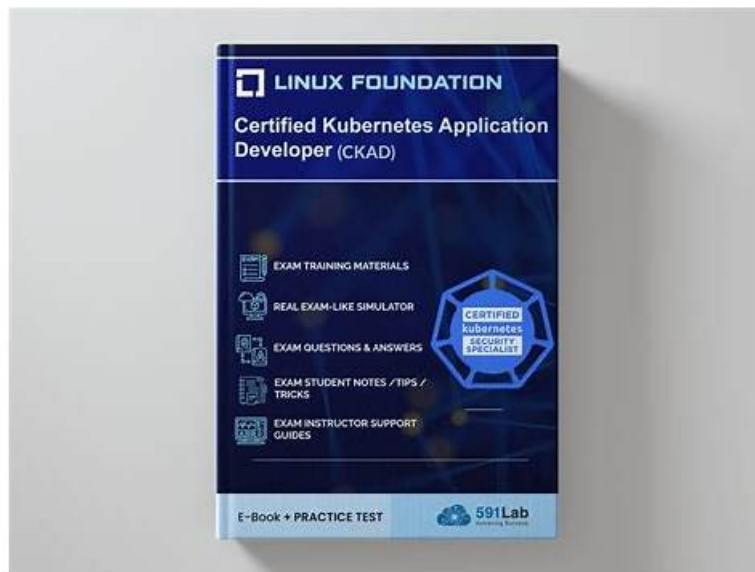 LINUX FOUNDATION
Certified Kubernetes Application
Developer (CKAD)
EXAM TRAINING MATERIALS
REAL EXAM-LIKE SIMULATOR
EXAM QUESTIONS & ANSWERS
EXAM STUDENT NOTES / TIPS /
TRICKS
EXAM INSTRUCTOR SUPPORT
GUIDES
CERTIFIED
kubernetes
SECURITY
SPECIALIST
E-Book + PRACTICE TEST
591Lab